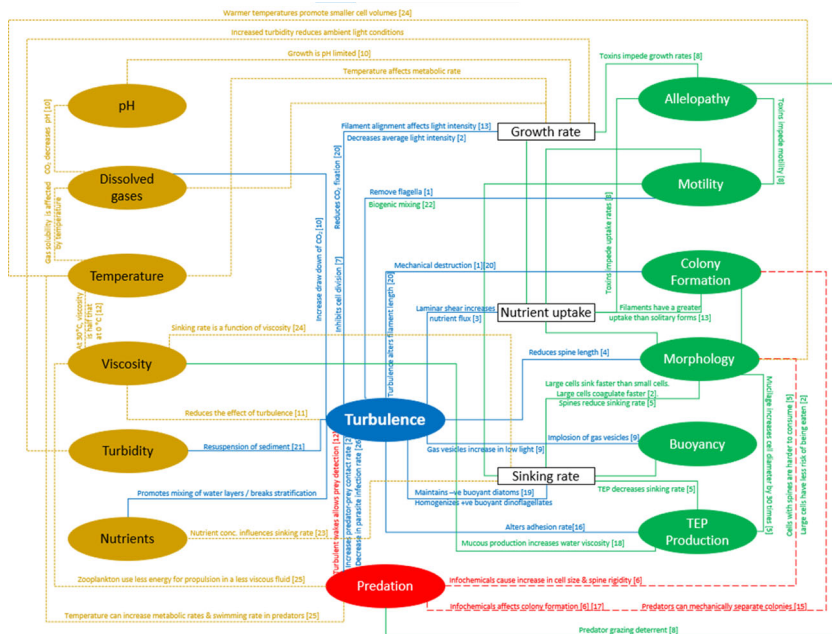 Warmer temperatures promote smaller cell volumes [24]
Increased turbidity reduces ambient light conditions
Growth is pH limited [10]
Toxins impede growth rates [8]
Temperature affects metabolic rate
pH
Allelopathy
Filament alignment affects light intensity [13]
Growth rate
Decreases average light intensity [2]
CO₂ decreases pH [10]
Toxins impede motility [8]
Reduces CO₂ fixation [20]
Dissolved
gases
Motility
Remove flagella [1]
Biogenic mixing [22]
Gas solubility is affected
by temperature
Increase draw down of CO₂ [10]
Toxins impede uptake rates [8]
Inhibits cell division [7]
Temperature
Mechanical destruction [1][20]
Colony
Formation
Turbulence alters filament length [20]
At 30°C, viscosity
is half that
at 0 °C [12]
Laminar shear increases
nutrient flux [3]
Nutrient uptake
Filaments have a greater
uptake than solitary forms [13]
Sinking rate is a function of viscosity [24]
Viscosity
Reduces spine length [4]
Morphology
Large cells sink faster than small cells.
Large cells coagulate faster [2].
Spines reduce sinking rate [5]
Mucilage increases cell diameter by 30 times [5]
Cells with spines are harder to consume [5]
Large cells have less risk of being eaten [2]
Reduces the effect of turbulence [11]
Turbulence
Turbidity
Resuspension of sediment [21]
Implosion of gas vesicles [9]
Buoyancy
Gas vesicles increase in low light [9]
Sinking rate
Promotes mixing of water layers / breaks stratification
Maintains –ve buoyant diatoms [19]
Homogenizes +ve buoyant dinoflagellates
TEP decreases sinking rate [5]
Turbulent wakes allows prey detection [12]
Increases predator-prey contact rate [2]
Decrease in parasite infection rate [26]
Nutrients
Nutrient conc. influences sinking rate [23]
Alters adhesion rate[16]
Mucous production increases water viscosity [18]
TEP
Production
Zooplankton use less energy for propulsion in a less viscous fluid [25]
Predation
Infochemicals cause increase in cell size & spine rigidity [6]
Temperature can increase metabolic rates & swimming rate in predators [25]
Infochemicals affects colony formation [6] [17]
Predators can mechanically separate colonies [15]
Predator grazing deterrent [8]